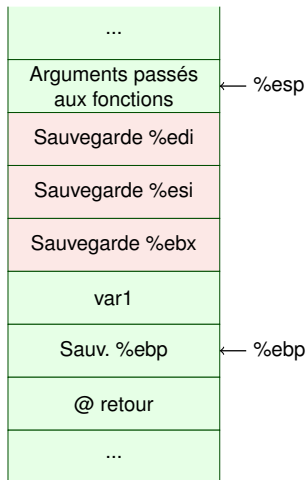 ...
Arguments passés
aux fonctions
%esp
Sauvegarde %edi
Sauvegarde %esi
Sauvegarde %ebx
var1
Sauv. %ebp
%ebp
@ retour
...